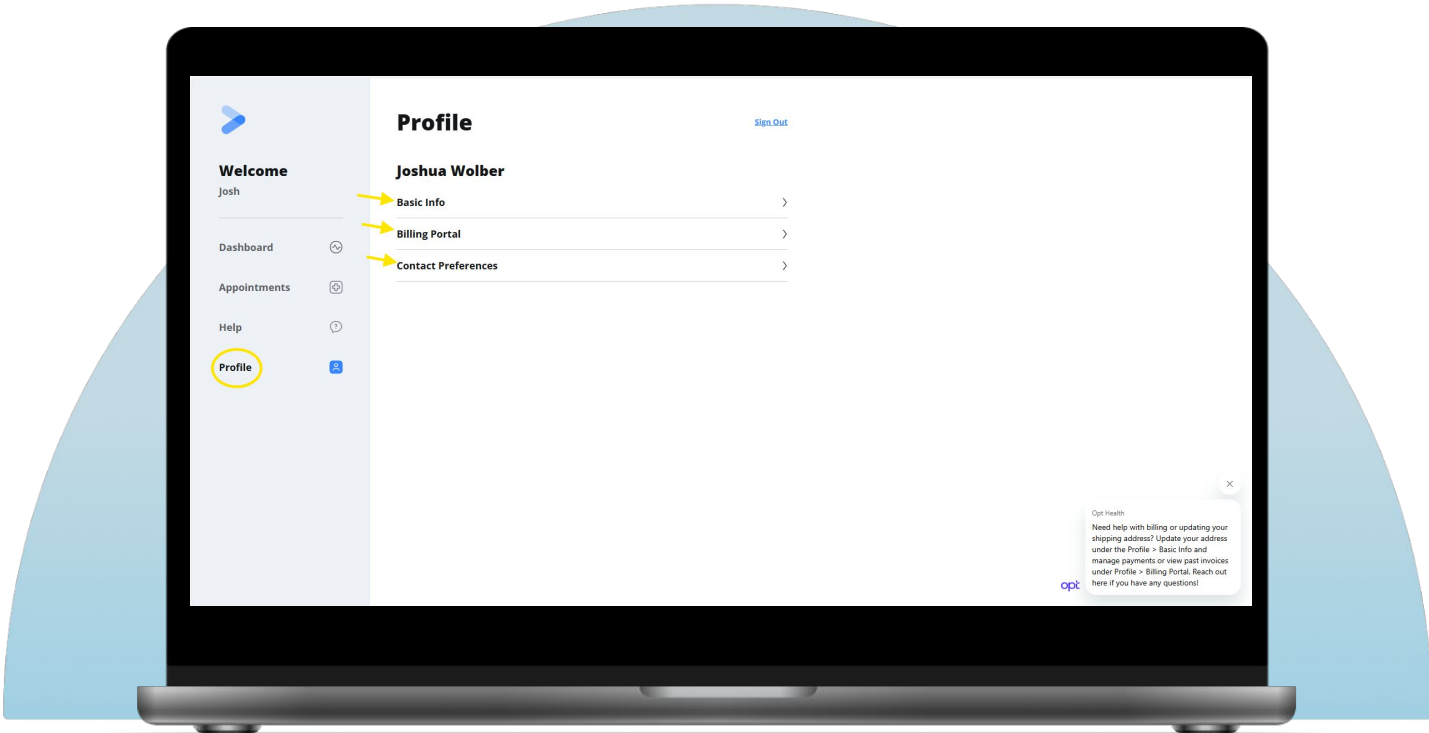 Welcome
Josh
Dashboard
Appointments
Help
?
Profile
Profile
Sign Out
Joshua Wolber
Basic Info
Billing Portal
Contact Preferences
Opt Health
Need help with billing or updating your
shipping address? Update your address
under the Profile > Basic Info and
manage payments or view past invoices
under Profile > Billing Portal. Reach out
here if you have any questions!
opt